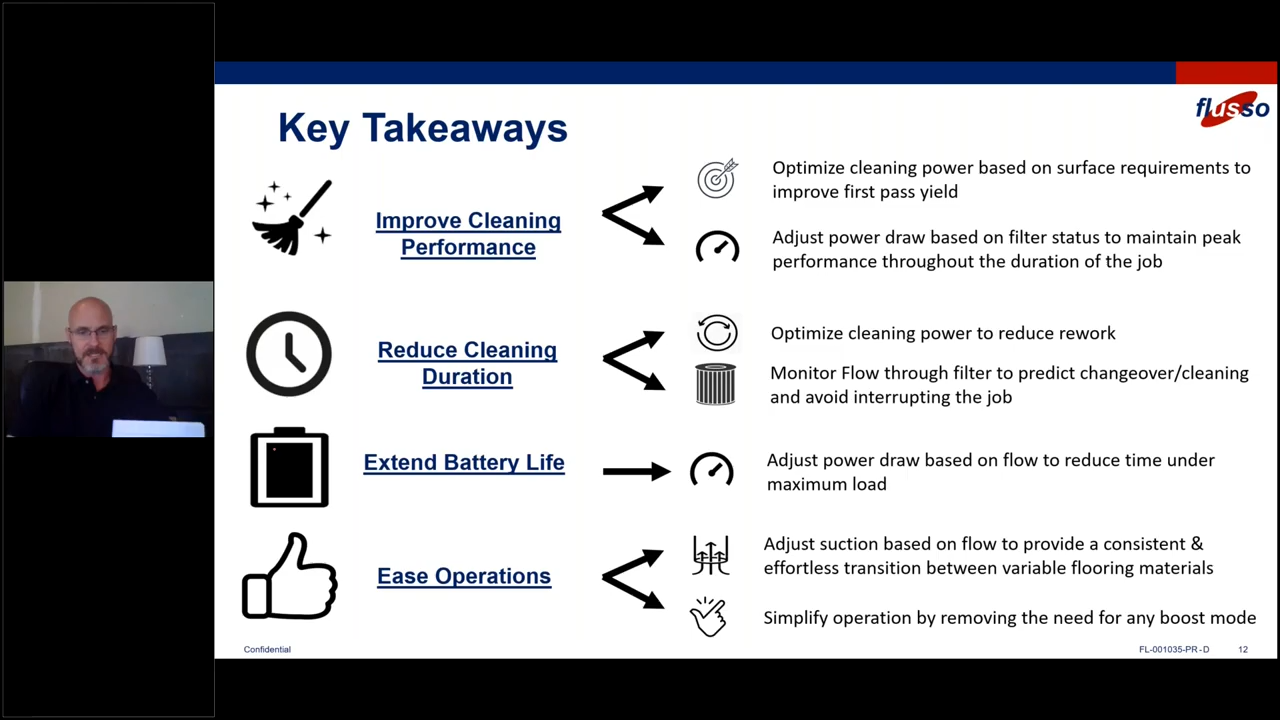 flusso
Key Takeaways
Improve Cleaning
Performance
Optimize cleaning power based on surface requirements to
improve first pass yield
Adjust power draw based on filter status to maintain peak
performance throughout the duration of the job
Reduce Cleaning
Duration
Optimize cleaning power to reduce rework
Monitor Flow through filter to predict changeover/cleaning
and avoid interrupting the job
Extend Battery Life
Adjust power draw based on flow to reduce time under
maximum load
Ease Operations
Adjust suction based on flow to provide a consistent &
effortless transition between variable flooring materials
Simplify operation by removing the need for any boost mode
Confidential
FL-001035-PR-D 12